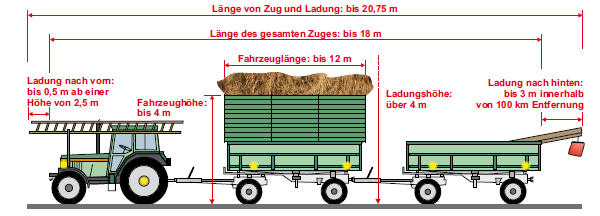 Länge von Zug und Ladung: bis 20,75 m
Länge des gesamten Zuges: bis 18 m
Fahrzeuglänge: bis 12 m
Ladung nach vorn:
bis 0,5 m ab einer
Höhe von 2,5 m
Fahrzeughöhe:
bis 4 m
Ladungshöhe:
über 4 m
Ladung nach hinten:
bis 3 m innerhalb
von 100 km Entfernung